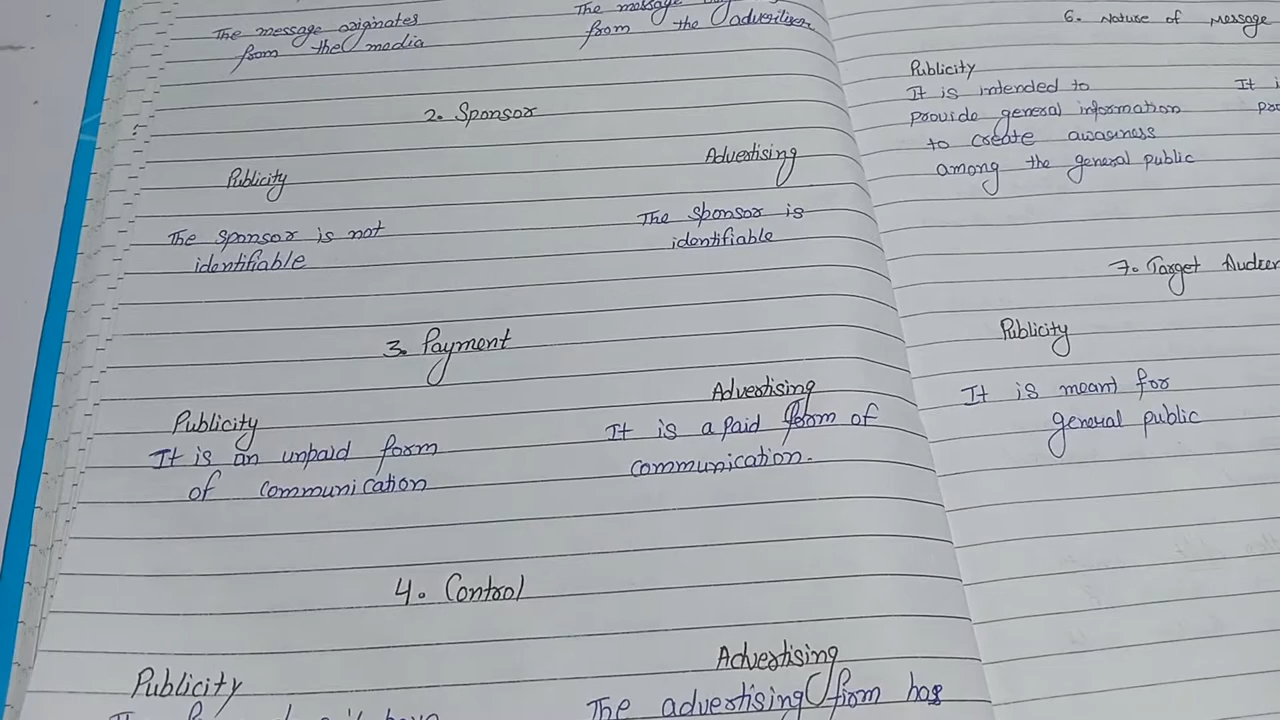 The message originates
from the media
The message
from the advertiser
2. Sponsor
Publicity
Advertising
The sponsor is not
identifiable
The sponsor is
identifiable
3. Payment
Publicity
It is an unpaid form
of communication
Advertising
It is a paid form of
communication.
4. Control
Publicity
Advertising
The advertising firm has
6. Nature of Message
Publicity
It is intended to
provide general information
to create awarness
among the general public
It i
pro
7. Target Audien
Publicity
It is meant for
general public